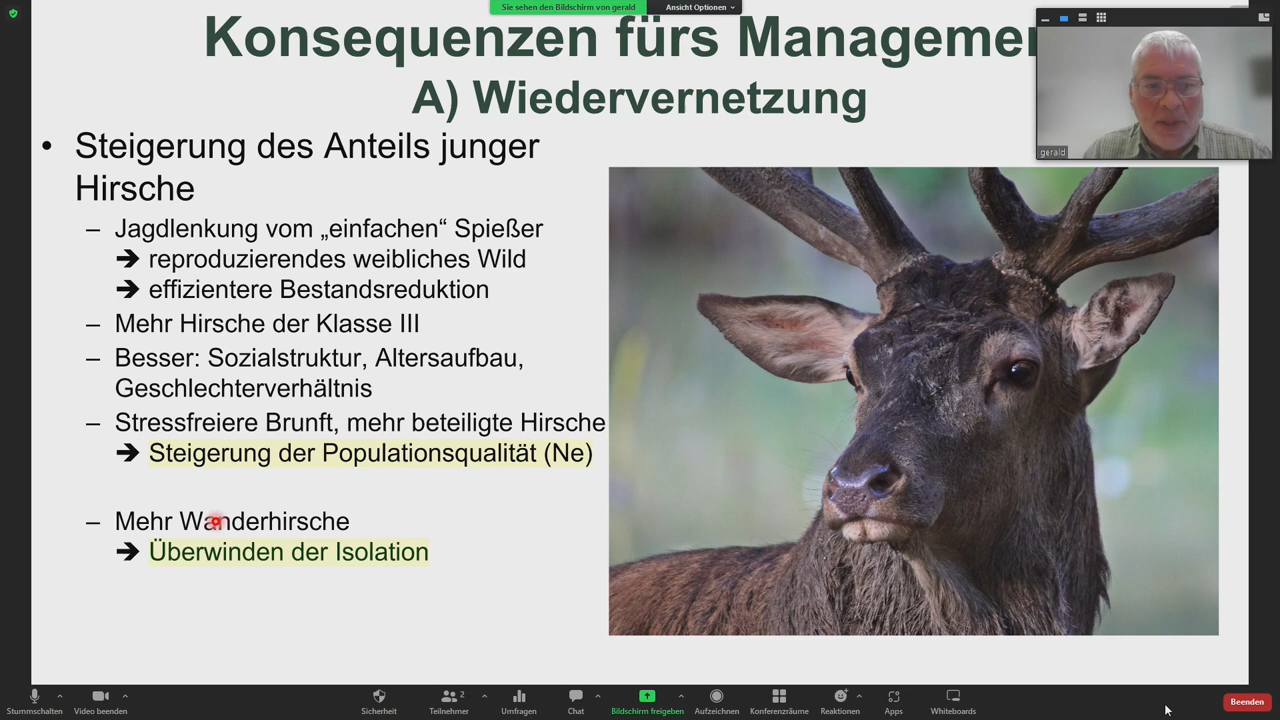 Sie sehen den Bildschirm von gerald
Ansicht Optionen
Konsequenzen fürs Managemen
A) Wiedervernetzung
gerald
• Steigerung des Anteils junger
Hirsche
– Jagdlenkung vom „einfachen“ Spießer
➔ reproduzierendes weibliches Wild
➔ effizientere Bestandsreduktion
– Mehr Hirsche der Klasse III
– Besser: Sozialstruktur, Altersaufbau,
Geschlechterverhältnis
– Stressfreiere Brunft, mehr beteiligte Hirsche
➔ Steigerung der Populationsqualität (Ne)
– Mehr Wanderhirsche
➔ Überwinden der Isolation
Stummschalten
Video beenden
Sicherheit
2
Teilnehmer
Umfragen
Chat
Bildschirm freigeben
Aufzeichnen
Konferenzräume
Reaktionen
Apps
Whiteboards
Beenden